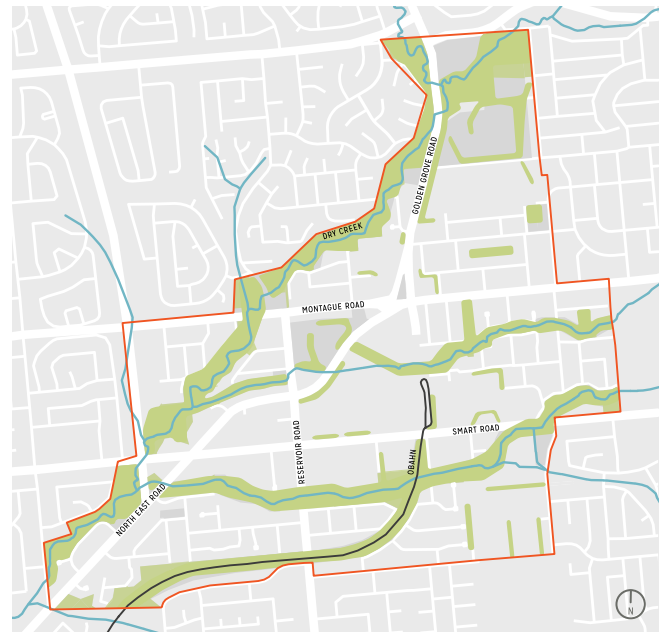 GOLDEN GROVE ROAD
DRY CREEK
MONTAGUE ROAD
RESERVOIR ROAD
SMART ROAD
OBAHN
NORTH EAST ROAD
N